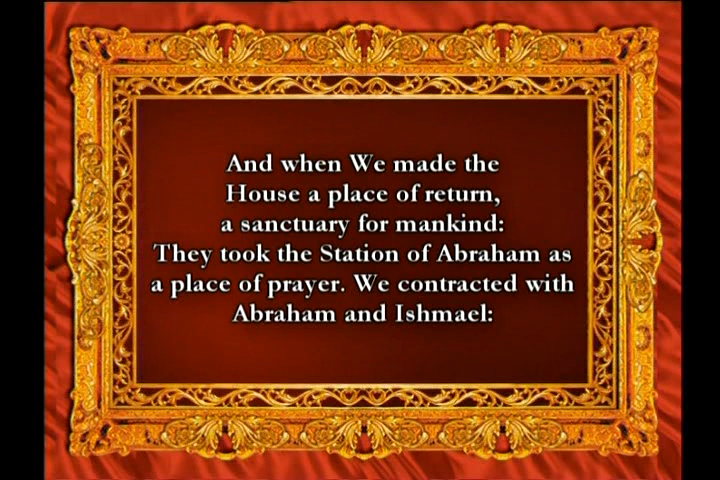 And when We made the
House a place of return,
a sanctuary for mankind:
They took the Station of Abraham as
a place of prayer. We contracted with
Abraham and Ishmael: